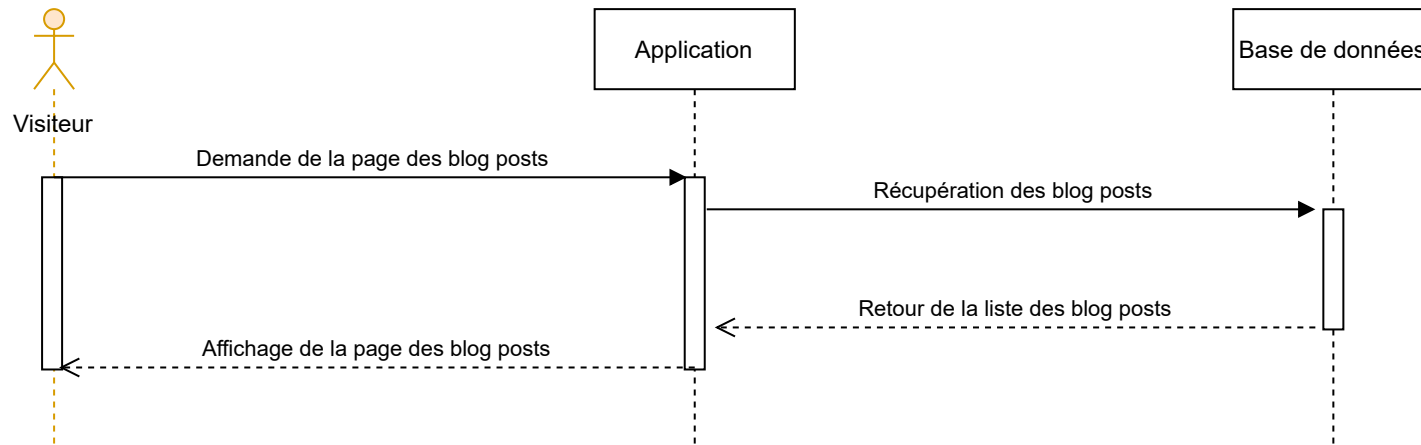 Application
Base de données
Visiteur
Demande de la page des blog posts
Récupération des blog posts
Retour de la liste des blog posts
Affichage de la page des blog posts